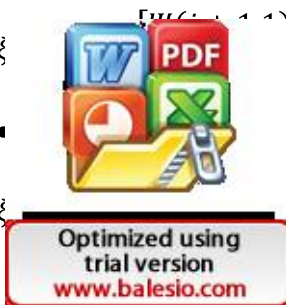 ξ
W PDF
X
ξ
Optimized using
trial version
www.balesio.com